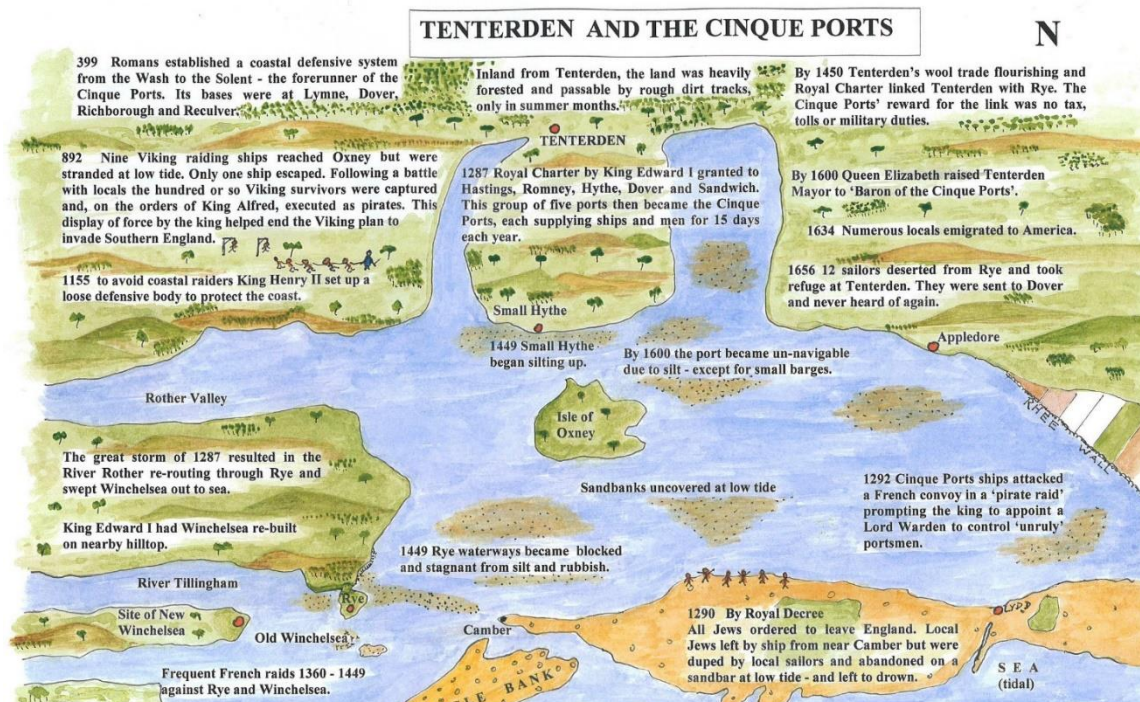 TENTERDEN AND THE CINQUE PORTS
N
399 Romans established a coastal defensive system
from the Wash to the Solent - the forerunner of the
Cinque Ports. Its bases were at Lymne, Dover,
Richborough and Reculver.
Inland from Tenterden, the land was heavily
forested and passable by rough dirt tracks,
only in summer months.
By 1450 Tenterden's wool trade flourishing and
Royal Charter linked Tenterden with Rye. The
Cinque Ports' reward for the link was no tax,
tolls or military duties.
TENTERDEN
892 Nine Viking raiding ships reached Oxney but were
stranded at low tide. Only one ship escaped. Following a battle
with locals the hundred or so Viking survivors were captured
and, on the orders of King Alfred, executed as pirates. This
display of force by the king helped end the Viking plan to
invade Southern England.
1287 Royal Charter by King Edward I granted to
Hastings, Romney, Hythe, Dover and Sandwich.
This group of five ports then became the Cinque
Ports, each supplying ships and men for 15 days
each year.
By 1600 Queen Elizabeth raised Tenterden
Mayor to 'Baron of the Cinque Ports'.
1634 Numerous locals emigrated to America.
1155 to avoid coastal raiders King Henry II set up a
loose defensive body to protect the coast.
1656 12 sailors deserted from Rye and took
refuge at Tenterden. They were sent to Dover
and never heard of again.
Small Hythe
1449 Small Hythe
began silting up.
By 1600 the port became un-navigable
due to silt - except for small barges.
Appledore
Rother Valley
Isle of
Oxney
RHEE WALL
The great storm of 1287 resulted in the
River Rother re-routing through Rye and
swept Winchelsea out to sea.
King Edward I had Winchelsea re-built
on nearby hilltop.
Sandbanks uncovered at low tide
1292 Cinque Ports ships attacked
a French convoy in a 'pirate raid'
prompting the king to appoint a
Lord Warden to control 'unruly'
portsmen.
1449 Rye waterways became blocked
and stagnant from silt and rubbish.
River Tillingham
Rye
Site of New
Winchelsea
Old Winchelsea
Camber
1290 By Royal Decree
All Jews ordered to leave England. Local
Jews left by ship from near Camber but were
duped by local sailors and abandoned on a
sandbar at low tide - and left to drown.
LYDD
SEA
(tidal)
Frequent French raids 1360 - 1449
against Rye and Winchelsea.
BANK